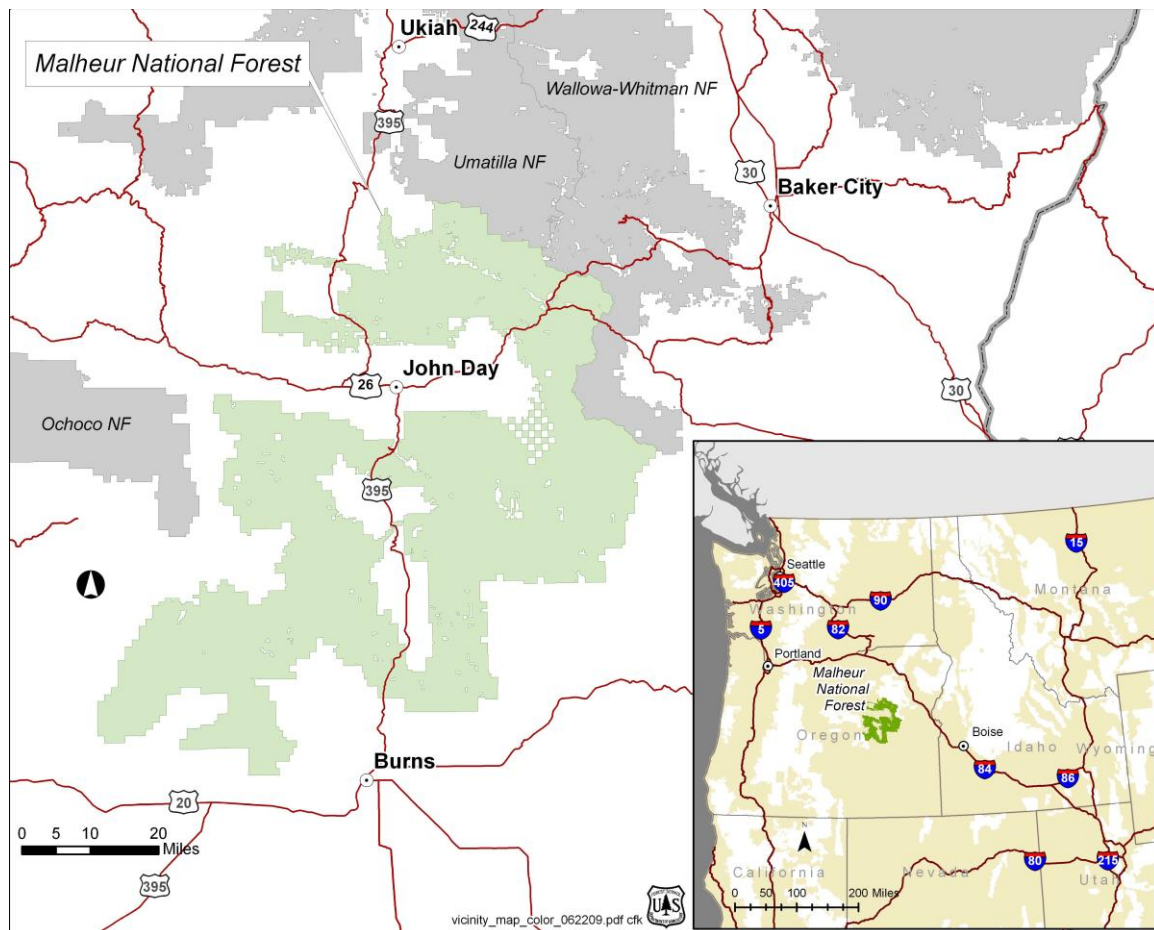 Ukiah
244
Malheur National Forest
Wallowa-Whitman NF
395
Umatilla NF
30
Baker City
John Day
26
30
Ochoco NF
395
Burns
20
0 5 10 20
Miles
395
vicinity_map_color_062209.pdf cfk
15
Seattle
405
Montana
90
Washington
5
82
Portland
Malheur
National
Forest
Oregon
Boise
Idaho
Wyoming
84
86
N
80
215
California
Nevada
Utah
0 50 100 200 Miles